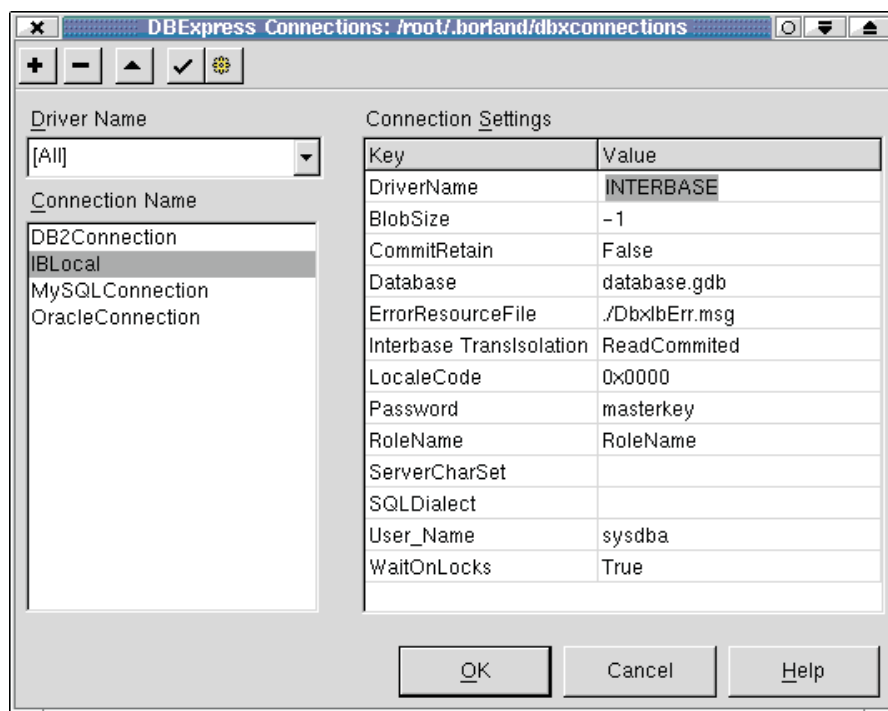 DBExpress Connections: /root/.borland/dbxconnections
Driver Name
[All]
Connection Name
DB2Connection
IBLocal
MySQLConnection
OracleConnection
Connection Settings
Key Value
DriverName INTERBASE
BlobSize -1
CommitRetain False
Database database.gdb
ErrorResourceFile ./DbxIbErr.msg
Interbase TransIsolation ReadCommited
LocaleCode 0x0000
Password masterkey
RoleName RoleName
ServerCharSet
SQLDialect
User_Name sysdba
WaitOnLocks True
OK Cancel Help